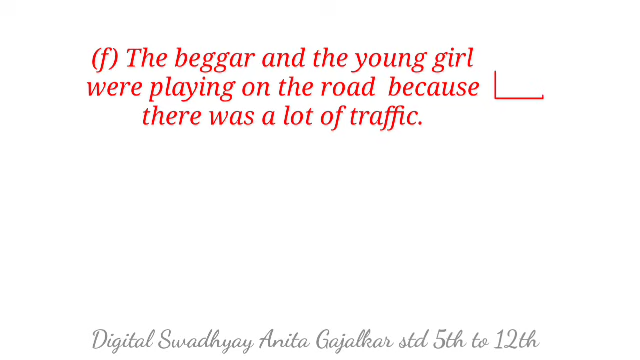 (f) The beggar and the young girl
were playing on the road because
there was a lot of traffic.
Digital Swadhyay Anita Gajalkar std 5th to 12th